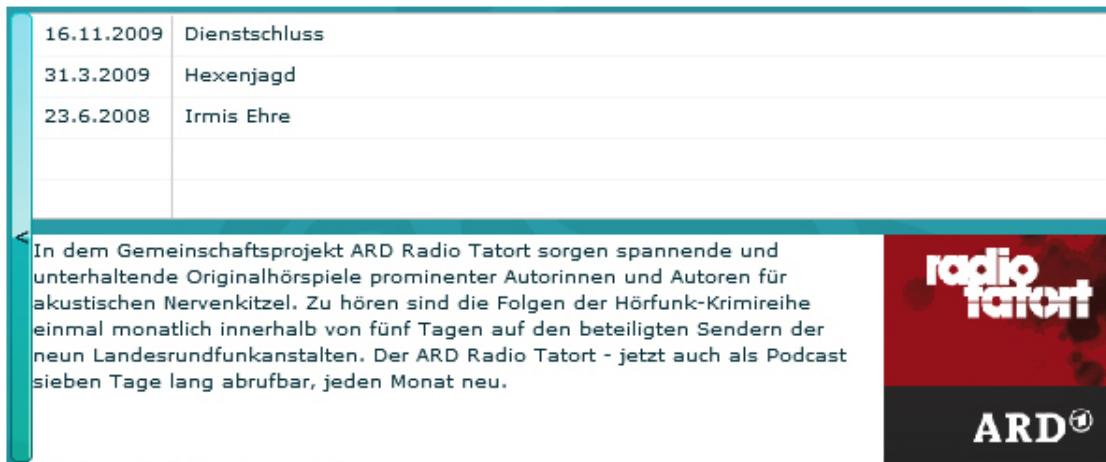 16.11.2009 Dienstschluss
31.3.2009 Hexenjagd
23.6.2008 Irmis Ehre
<
In dem Gemeinschaftsprojekt ARD Radio Tatort sorgen spannende und
unterhaltende Originalhörspiele prominenter Autorinnen und Autoren für
akustischen Nervenkitzel. Zu hören sind die Folgen der Hörfunk-Krimireihe
einmal monatlich innerhalb von fünf Tagen auf den beteiligten Sendern der
neun Landesrundfunkanstalten. Der ARD Radio Tatort - jetzt auch als Podcast
sieben Tage lang abrufbar, jeden Monat neu.
radio
tatort
ARD